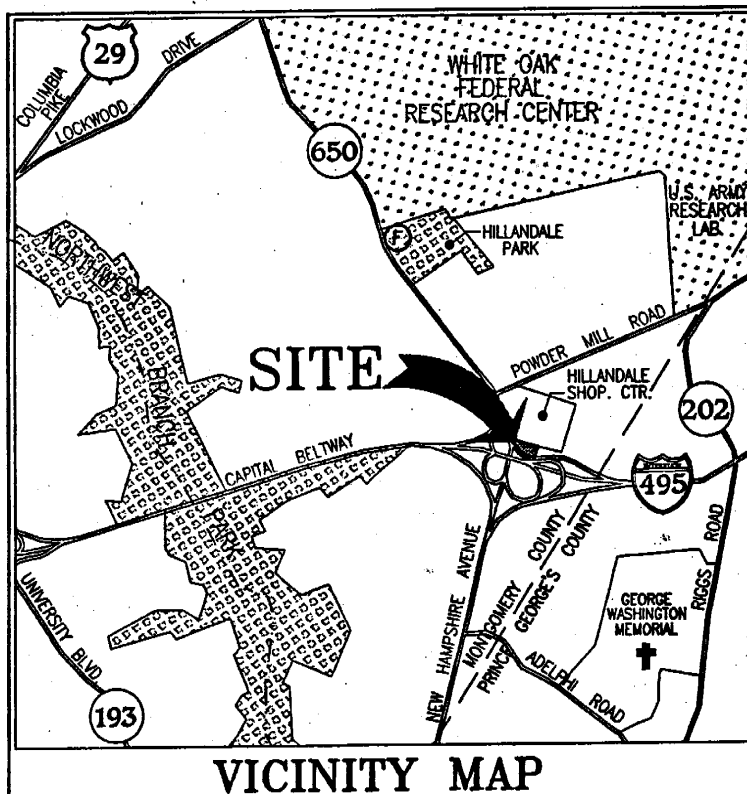 29
COLUMBIA
PIKE
LOCKWOOD DRIVE
WHITE OAK
FEDERAL
RESEARCH CENTER
650
U.S. ARMY
RESEARCH
LAB.
F
HILLANDALE
PARK
NORTHWEST
BRANCH
PARK
POWDER MILL ROAD
SITE
HILLANDALE
SHOP. CTR.
202
CAPITAL BELTWAY
495
NEW HAMPSHIRE AVENUE
MONTGOMERY COUNTY
PRINCE GEORGE'S COUNTY
RIGGS ROAD
UNIVERSITY BLVD.
GEORGE
WASHINGTON
MEMORIAL
ADELPHI ROAD
193
VICINITY MAP